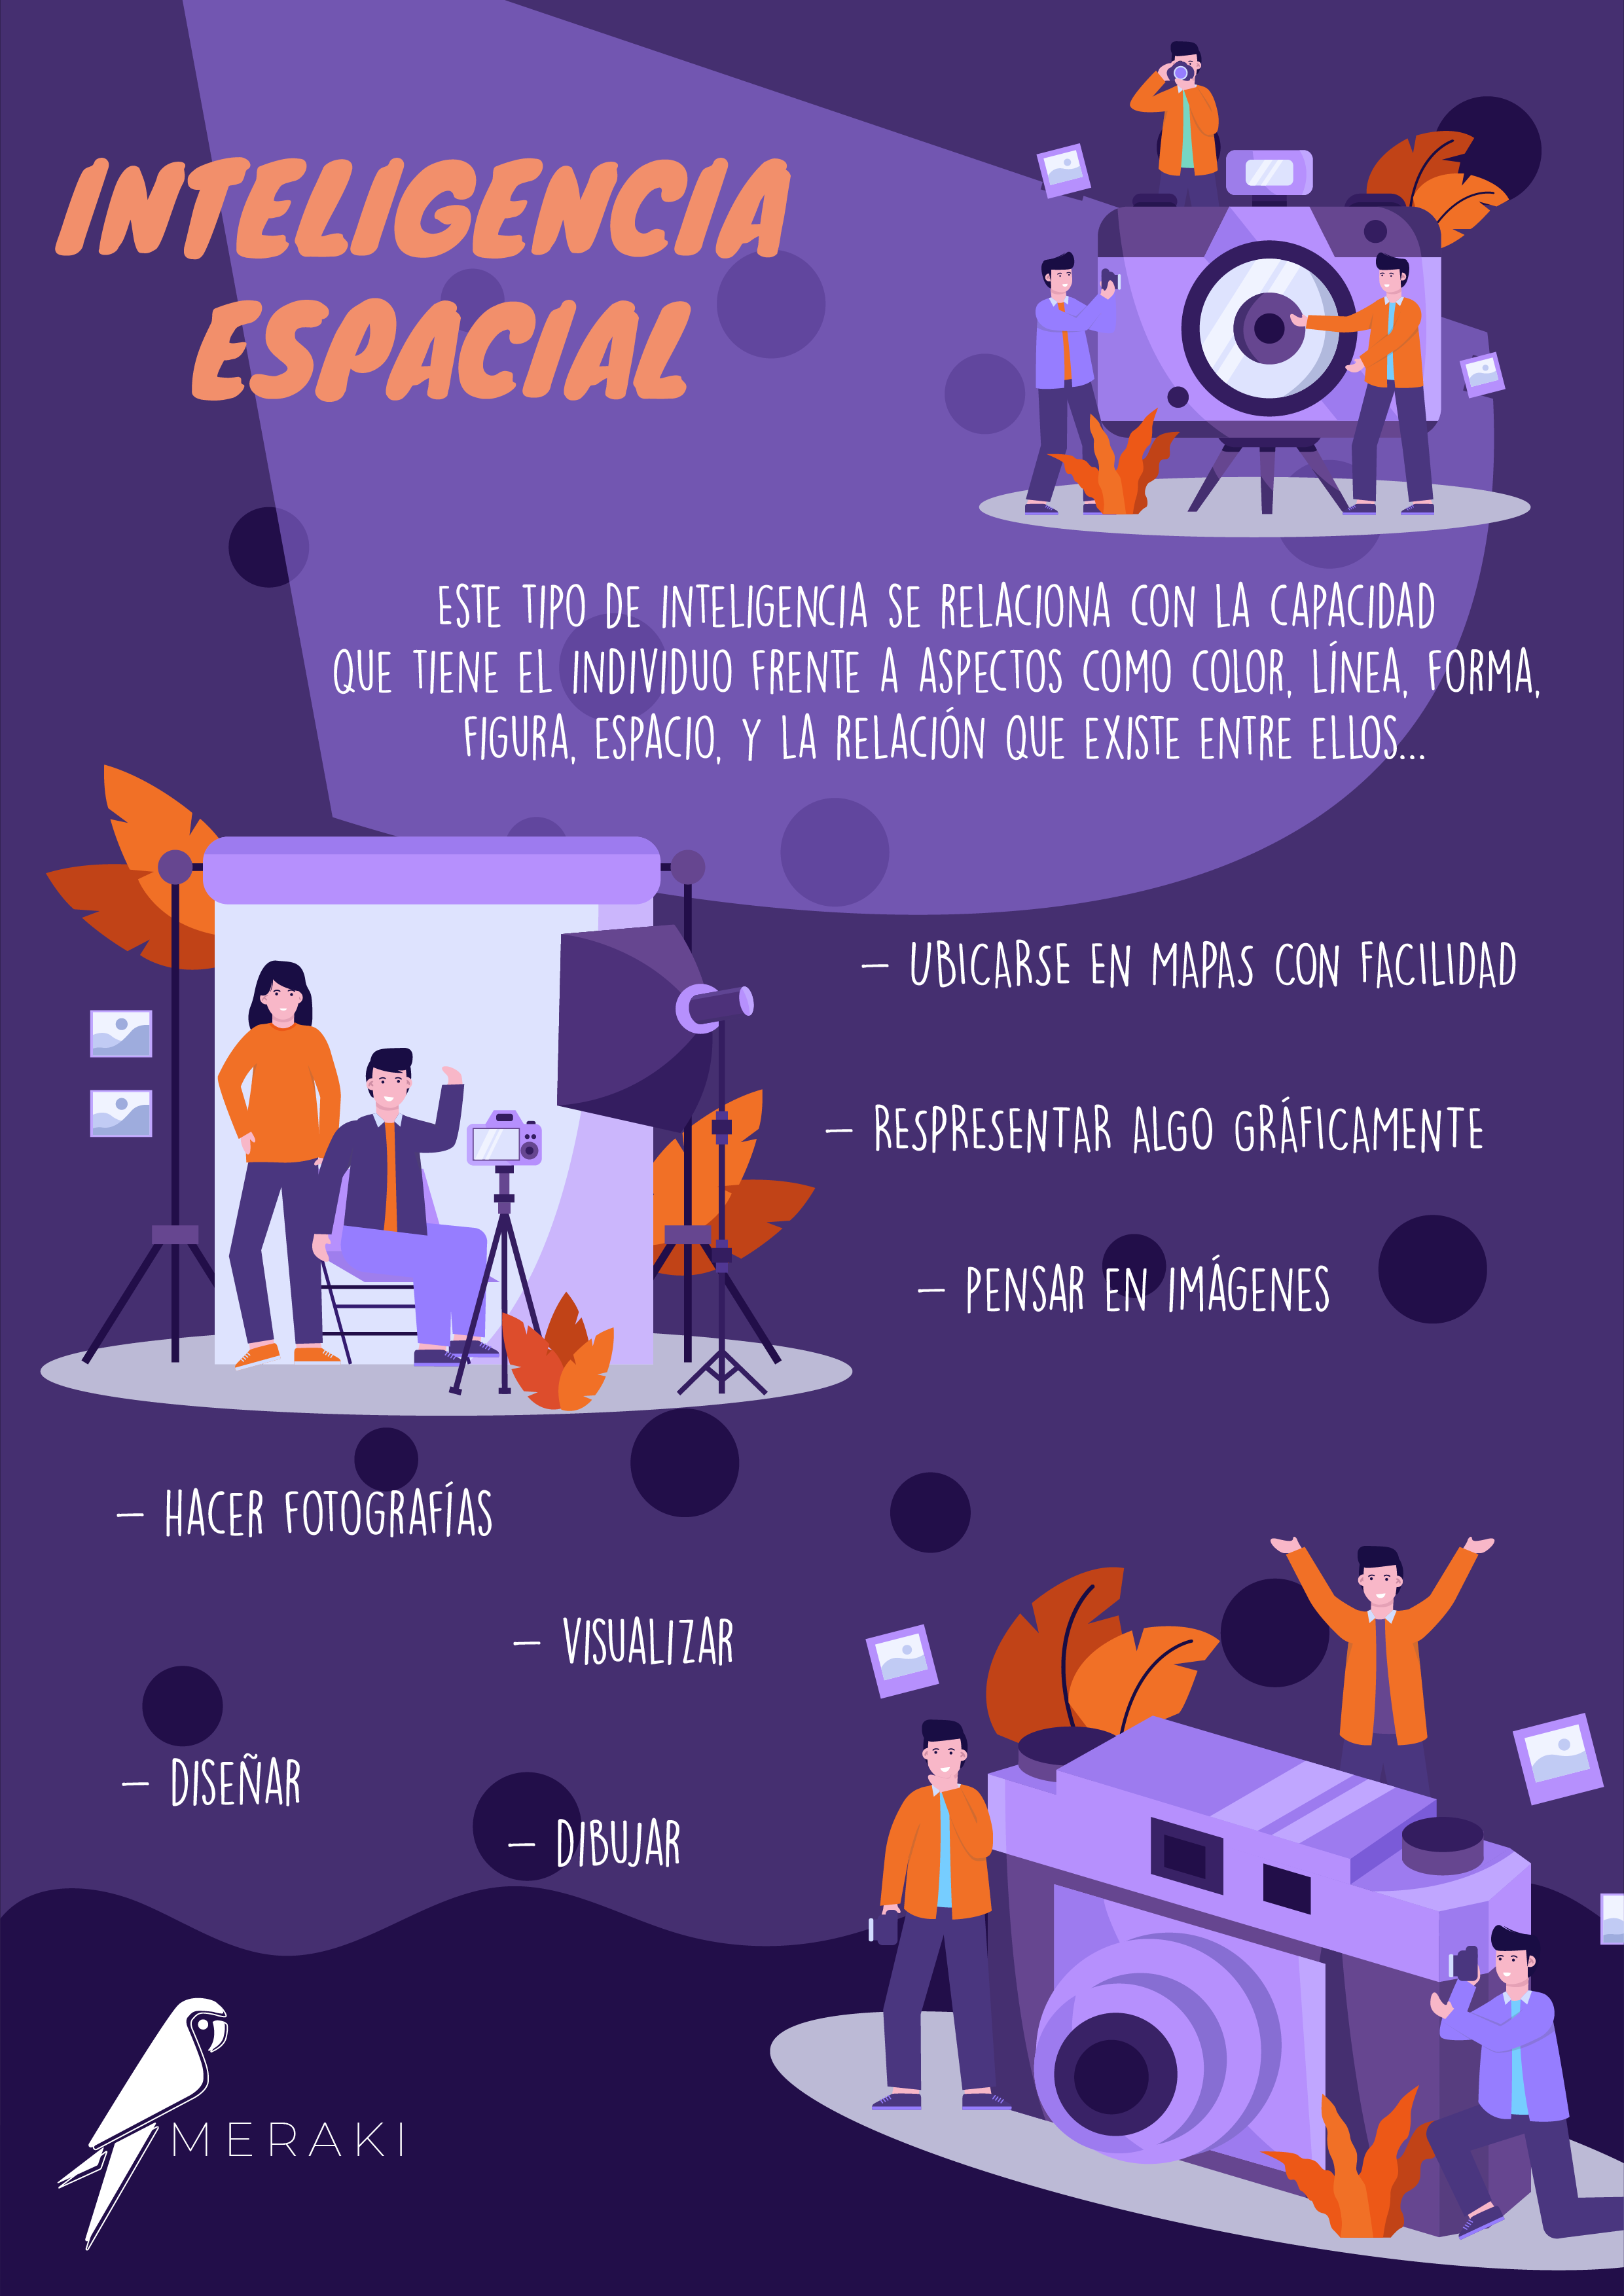 INTELIGENCIA
ESPACIAL
ESTE TIPO DE INTELIGENCIA SE RELACIONA CON LA CAPACIDAD
QUE TIENE EL INDIVIDUO FRENTE A ASPECTOS COMO COLOR, LÍNEA, FORMA,
FIGURA, ESPACIO, Y LA RELACIÓN QUE EXISTE ENTRE ELLOS...
– UBICARSE EN MAPAS CON FACILIDAD
– RESPRESENTAR ALGO GRÁFICAMENTE
– PENSAR EN IMÁGENES
– HACER FOTOGRAFÍAS
– VISUALIZAR
– DISEÑAR
– DIBUJAR
MERAKI